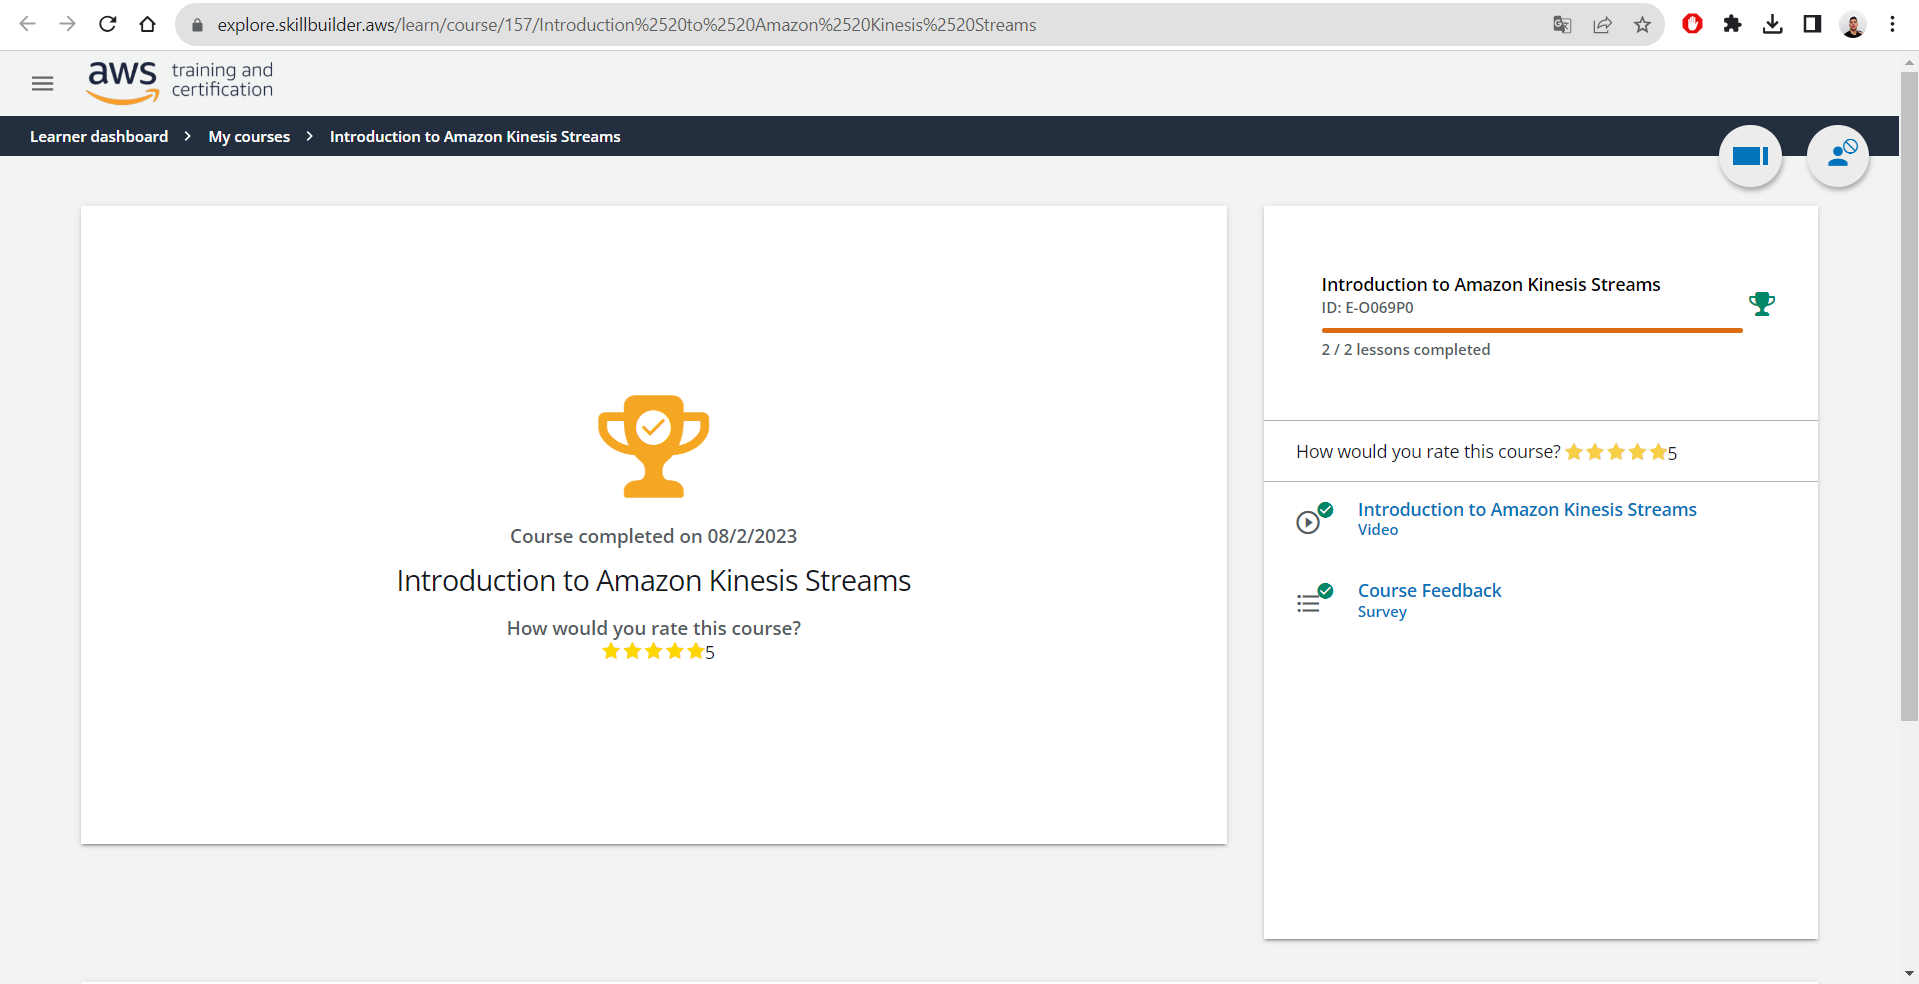 explore.skillbuilder.aws/learn/course/157/Introduction%2520to%2520Amazon%2520Kinesis%2520Streams
aws training and
certification
Learner dashboard > My courses > Introduction to Amazon Kinesis Streams
Course completed on 08/2/2023
Introduction to Amazon Kinesis Streams
How would you rate this course?
5
Introduction to Amazon Kinesis Streams
ID: E-O069P0
2 / 2 lessons completed
How would you rate this course? 5
Introduction to Amazon Kinesis Streams
Video
Course Feedback
Survey